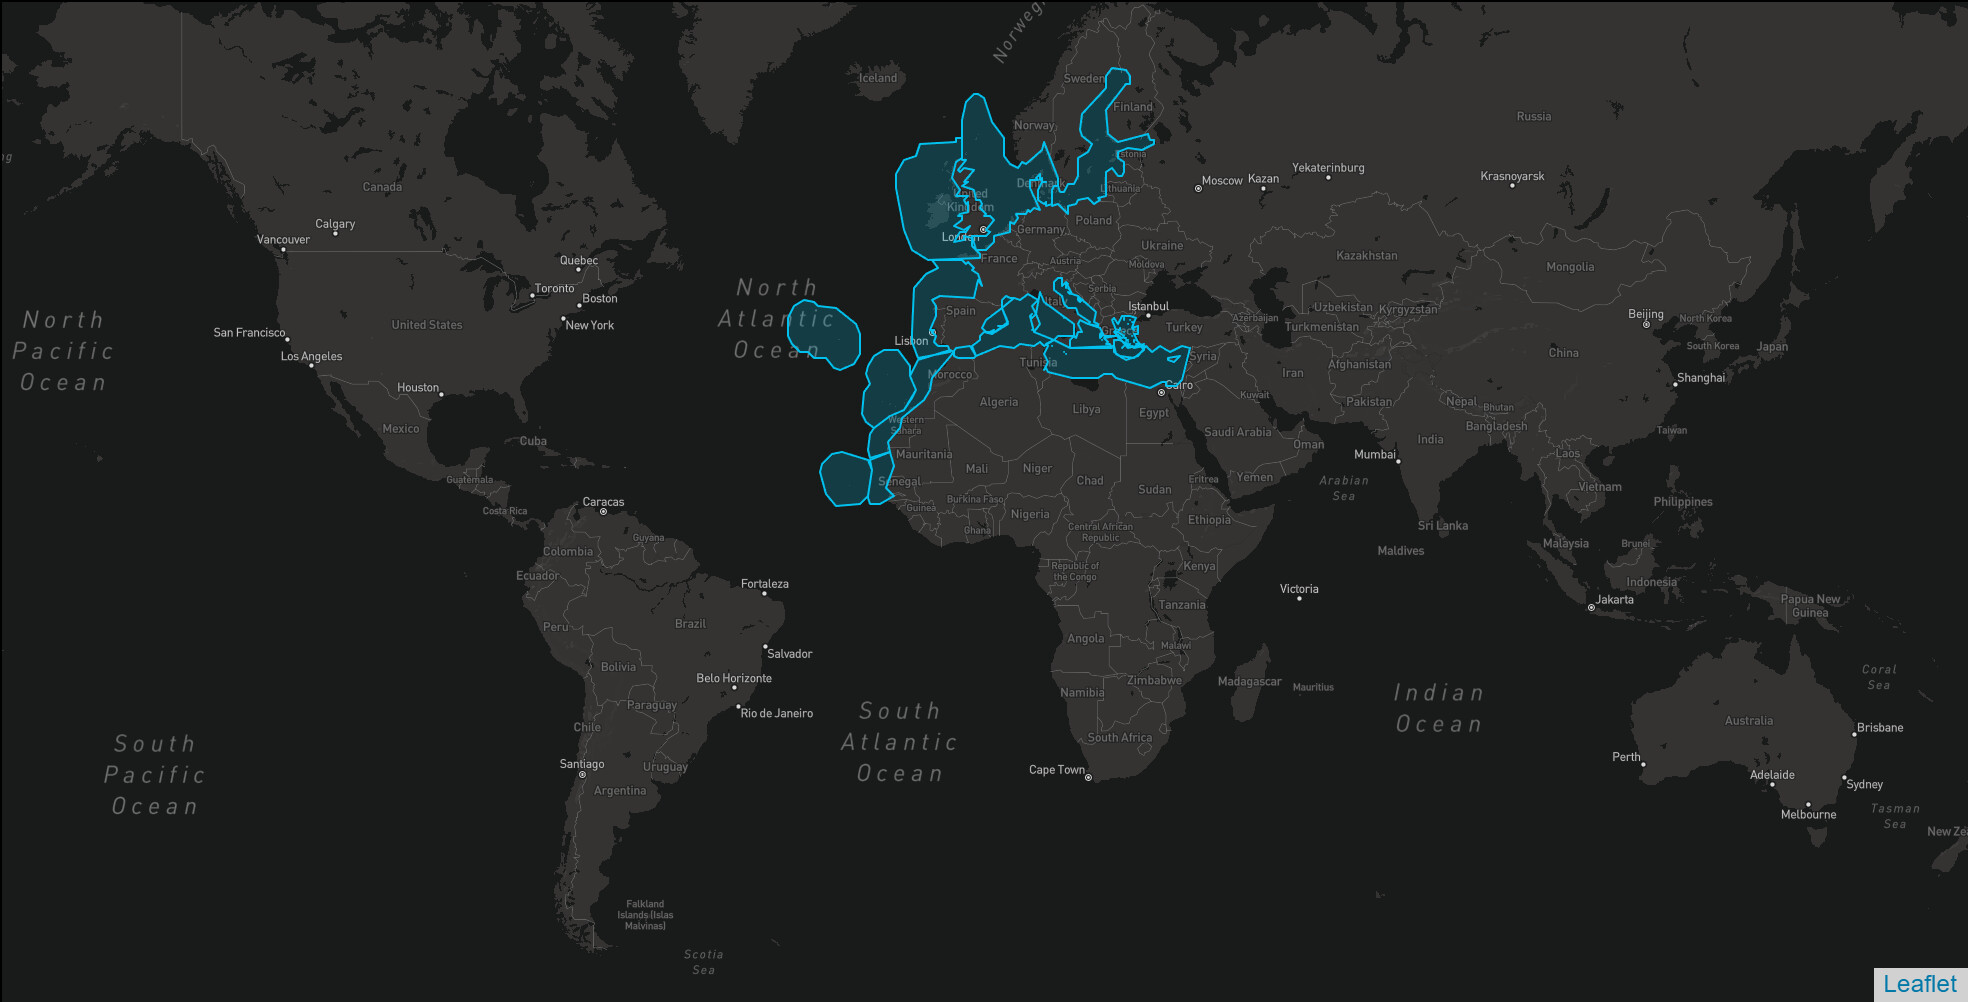 Norweg
Iceland
Sweden
Finland
Norway
Russia
ng
Estonia
Yekaterinburg
Moscow
Kazan
Krasnoyarsk
Canada
Denmark
Lithuania
United
Kingdom
Calgary
Poland
Vancouver
London
Germany
Ukraine
Quebec
France
Austria
Moldova
Kazakhstan
Mongolia
Toronto
Boston
North
Atlantic
Ocean
Serbia
Italy
Istanbul
Uzbekistan
Kyrgyzstan
North
Pacific
Ocean
San Francisco
United States
New York
Spain
Lisbon
Greece
Turkey
Azerbaijan
Turkmenistan
Beijing
North Korea
South Korea
Japan
Los Angeles
Morocco
Tunisia
Syria
Iran
Afghanistan
China
Houston
Algeria
Libya
Cairo
Egypt
Kuwait
Pakistan
Nepal
Bhutan
Shanghai
Mexico
Western
Sahara
Saudi Arabia
Oman
India
Bangladesh
Taiwan
Cuba
Mauritania
Mumbai
Laos
Guatemala
Mali
Niger
Chad
Senegal
Sudan
Eritrea
Yemen
Arabian
Sea
Vietnam
Philippines
Costa Rica
Caracas
Burkina Faso
Guinea
Nigeria
Ghana
Central African
Republic
Ethiopia
Sri Lanka
Guyana
Colombia
Maldives
Malaysia
Brunei
Ecuador
Fortaleza
Republic of
the Congo
Kenya
Victoria
Indonesia
Tanzania
Jakarta
Papua New
Guinea
Peru
Brazil
Salvador
Angola
Malawi
Bolivia
Belo Horizonte
Zimbabwe
Madagascar
Mauritius
Coral
Sea
Namibia
Indian
Ocean
Paraguay
Rio de Janeiro
South
Atlantic
Ocean
Australia
Brisbane
Chile
South Africa
South
Pacific
Ocean
Santiago
Uruguay
Cape Town
Perth
Adelaide
Sydney
Argentina
Melbourne
Tasman
Sea
New Zea
Falkland
Islands (Islas
Malvinas)
Scotia
Sea
Leaflet